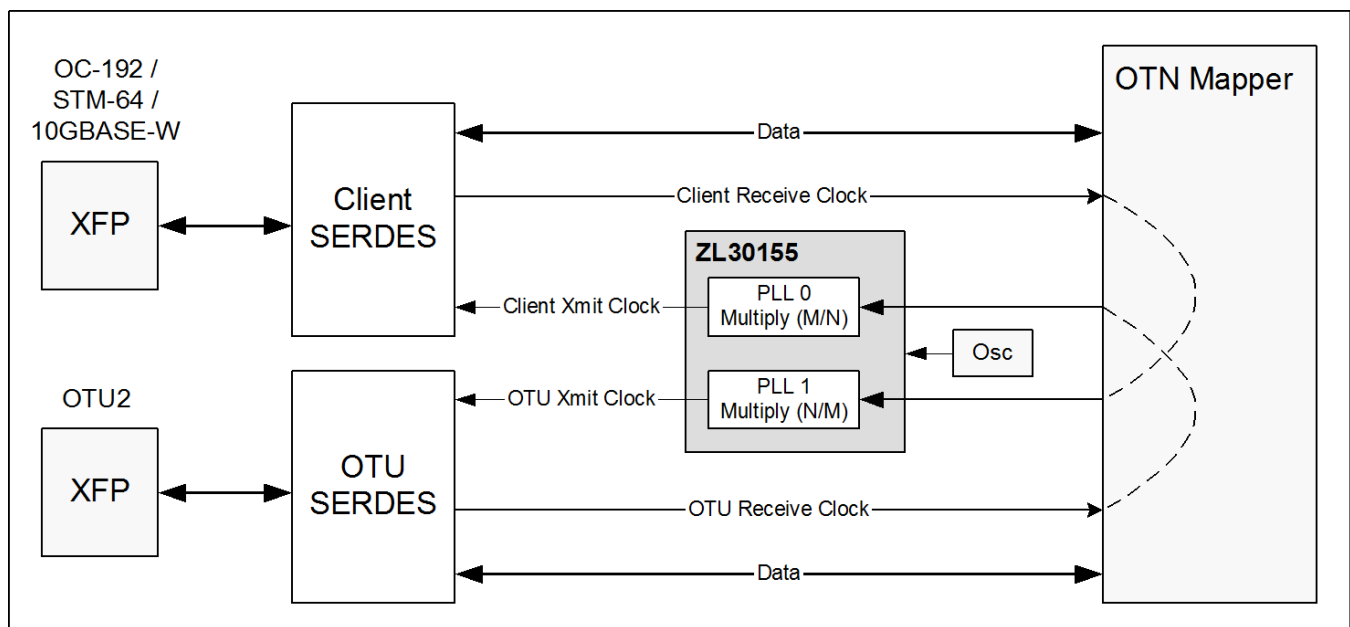 OC-192 /
STM-64 /
10GBASE-W
XFP
Client
SERDES
OTN Mapper
Data
Client Receive Clock
ZL30155
PLL 0
Multiply (M/N)
Client Xmit Clock
Osc
OTU2
XFP
OTU
SERDES
PLL 1
Multiply (N/M)
OTU Xmit Clock
OTU Receive Clock
Data